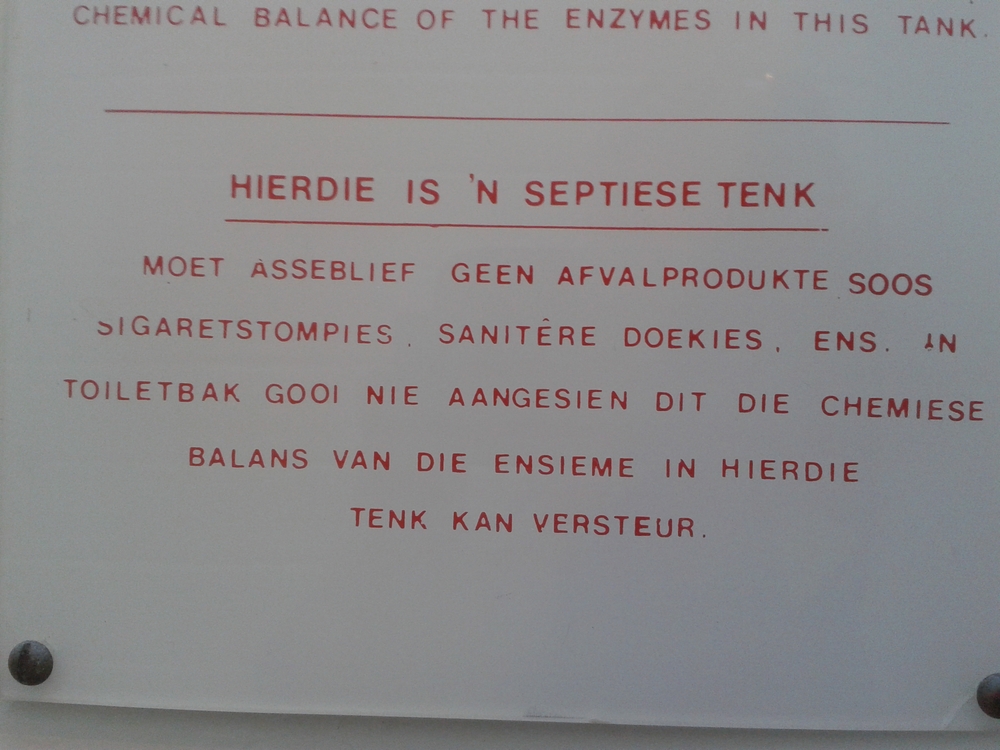 CHEMICAL BALANCE OF THE ENZYMES IN THIS TANK.
HIERDIE IS 'N SEPTIESE TENK
MOET ASSEBLIEF GEEN AFVALPRODUKTE SOOS
SIGARETSTOMPIES, SANITÊRE DOEKIES, ENS. IN
TOILETBAK GOOI NIE AANGESIEN DIT DIE CHEMIESE
BALANS VAN DIE ENSIEME IN HIERDIE
TENK KAN VERSTEUR.